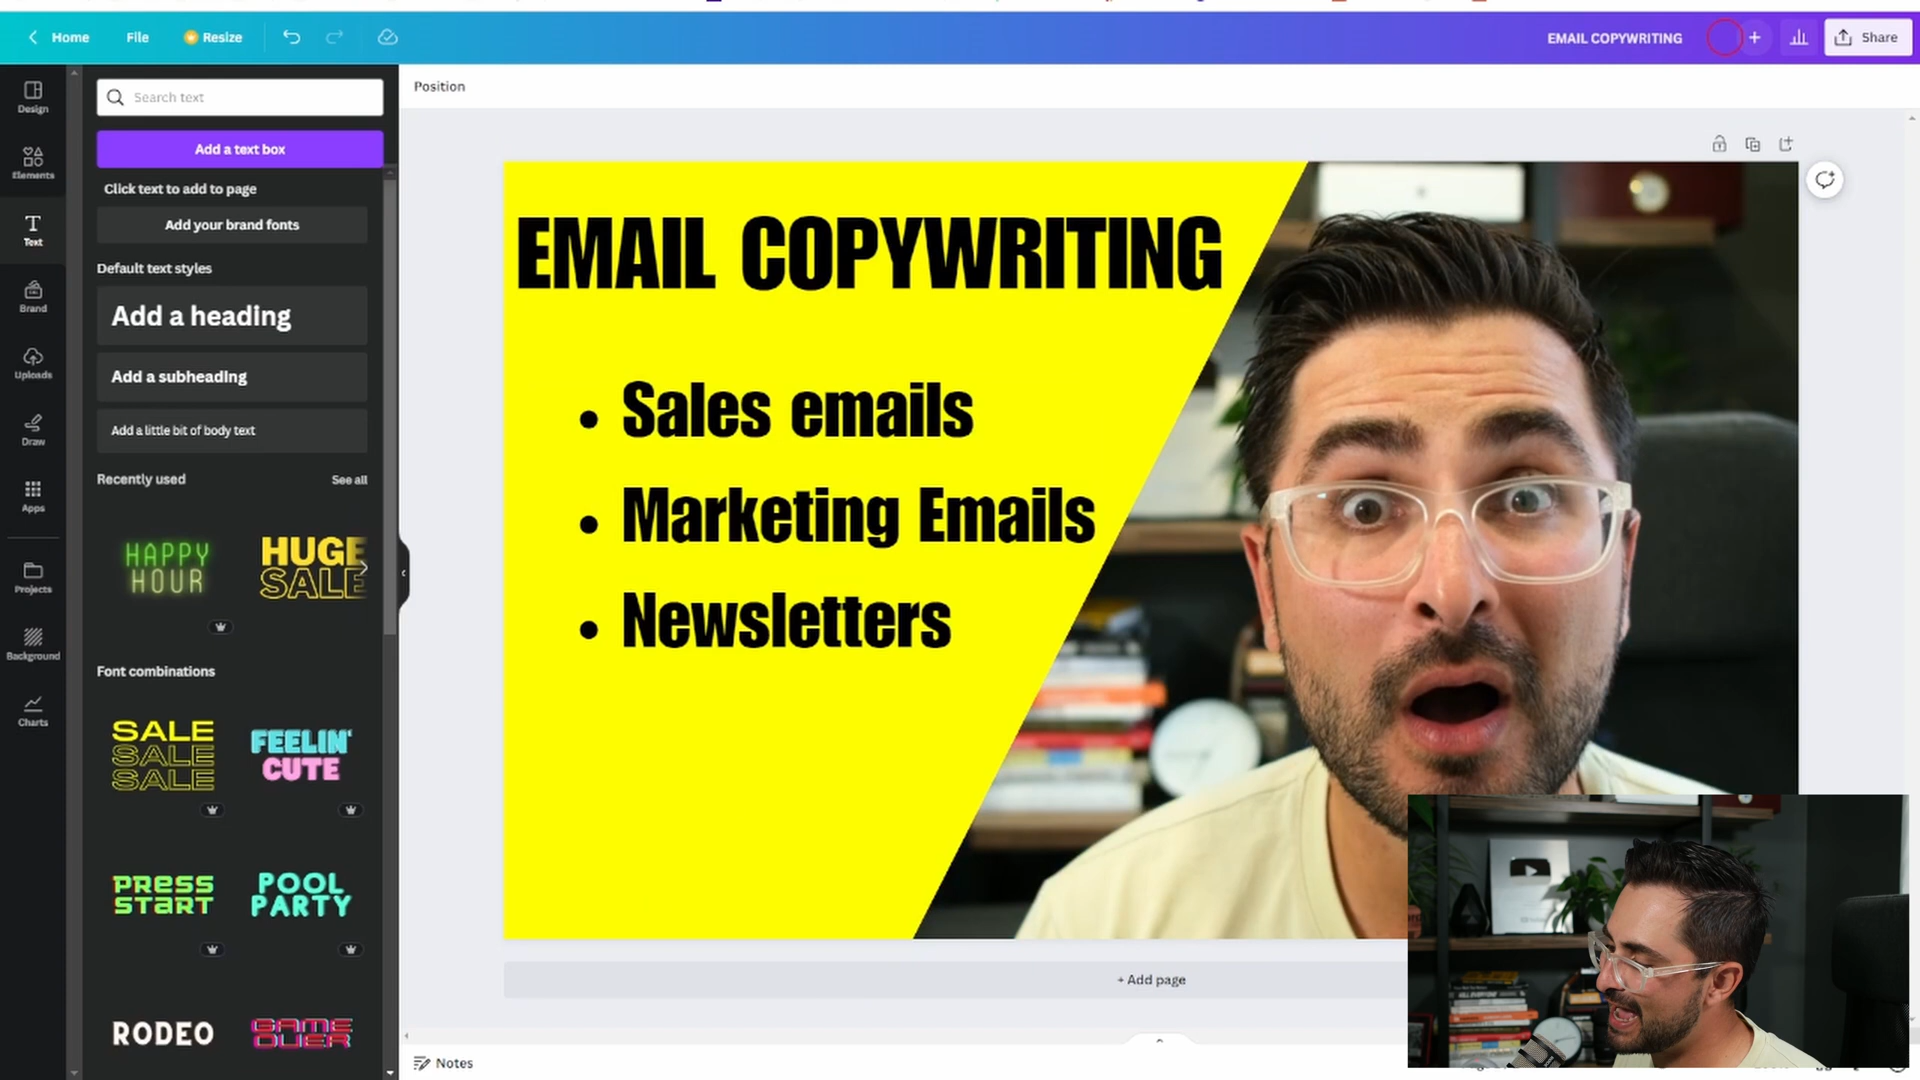 Home
File
Resize
EMAIL COPYWRITING
+
Share
Design
Elements
Text
Brand
Uploads
Draw
Apps
Projects
Background
Charts
Search text
Add a text box
Click text to add to page
Add your brand fonts
Default text styles
Add a heading
Add a subheading
Add a little bit of body text
Recently used
See all
HAPPY
HOUR
HUGE
SALE
Font combinations
SALE
SALE
SALE
FEELIN'
CUTE
PRESS
START
POOL
PARTY
RODEO
GAME
OVER
Position
EMAIL COPYWRITING
• Sales emails
• Marketing Emails
• Newsletters
+ Add page
Notes